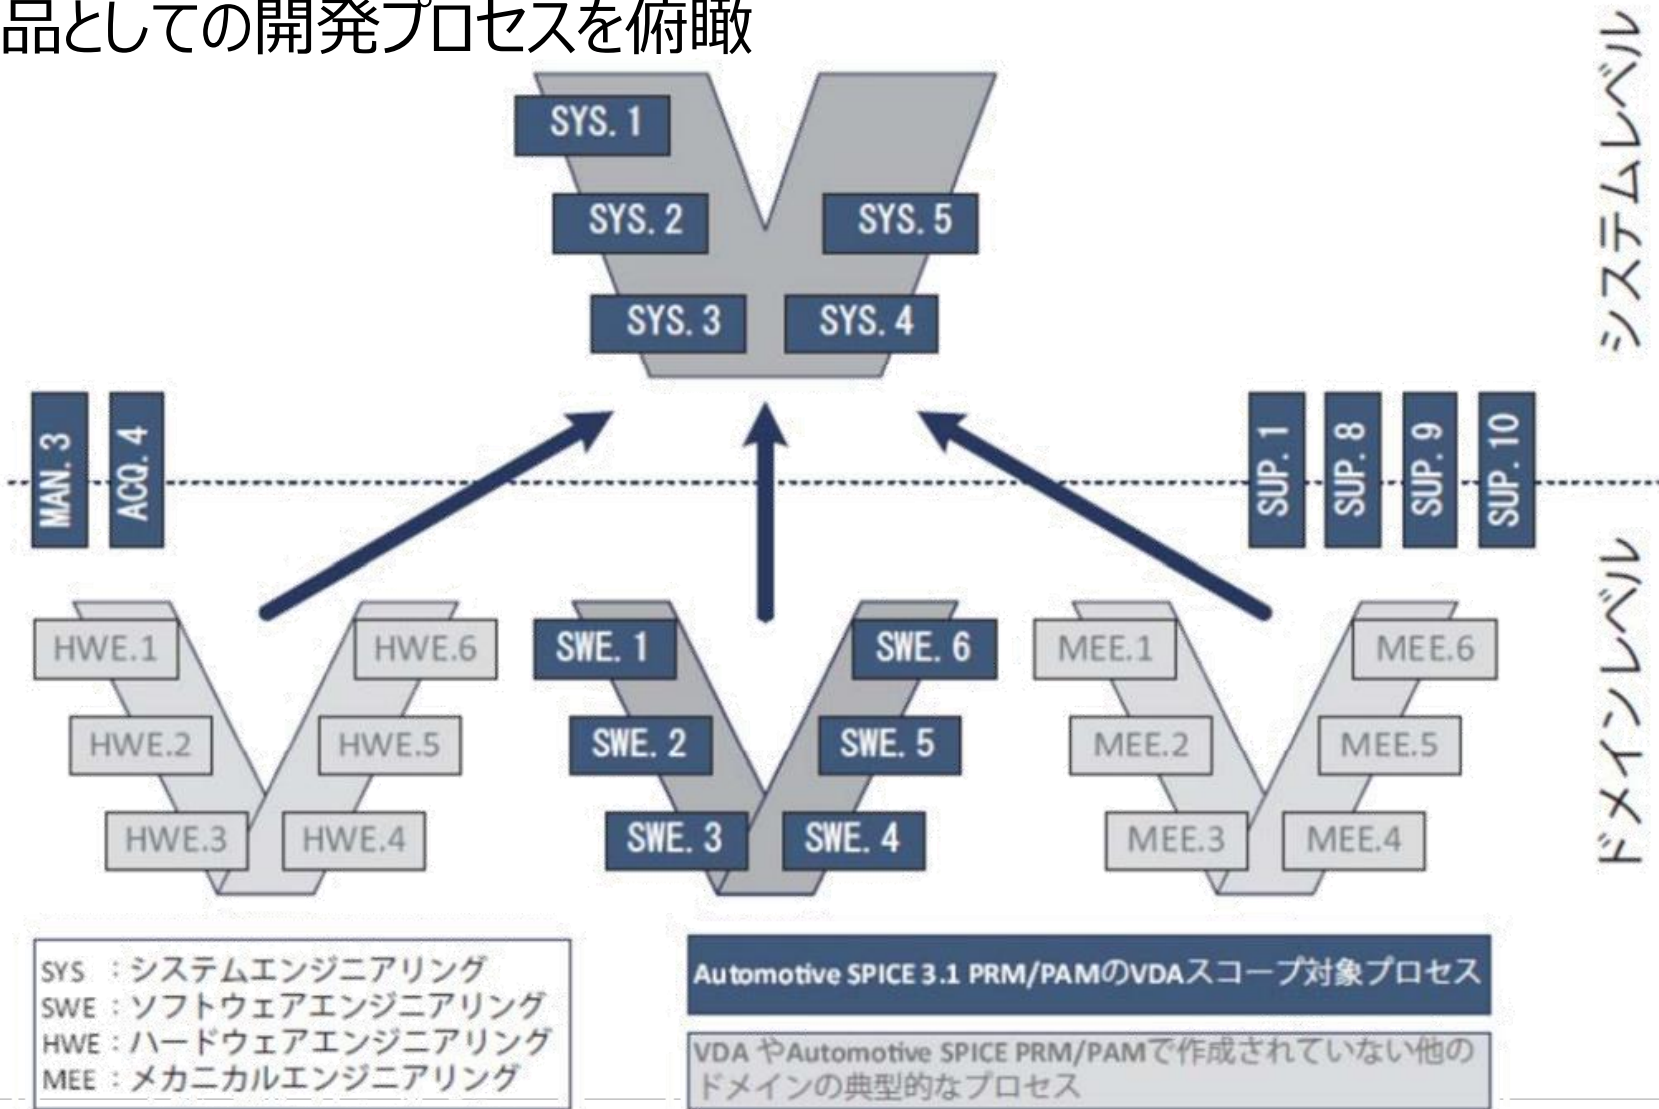 品としての開発プロセスを俯瞰
システムレベル
SYS. 1
SYS. 2
SYS. 5
SYS. 3
SYS. 4
MAN. 3
ACQ. 4
SUP. 1
SUP. 8
SUP. 9
SUP. 10
ドメインレベル
HWE.1
HWE.6
SWE. 1
SWE. 6
MEE.1
MEE.6
HWE.2
HWE.5
SWE. 2
SWE. 5
MEE.2
MEE.5
HWE.3
HWE.4
SWE. 3
SWE. 4
MEE.3
MEE.4
SYS :システムエンジニアリング
SWE:ソフトウェアエンジニアリング
HWE:ハードウェアエンジニアリング
MEE:メカニカルエンジニアリング
Automotive SPICE 3.1 PRM/PAMのVDAスコープ対象プロセス
VDA やAutomotive SPICE PRM/PAMで作成されていない他の
ドメインの典型的なプロセス